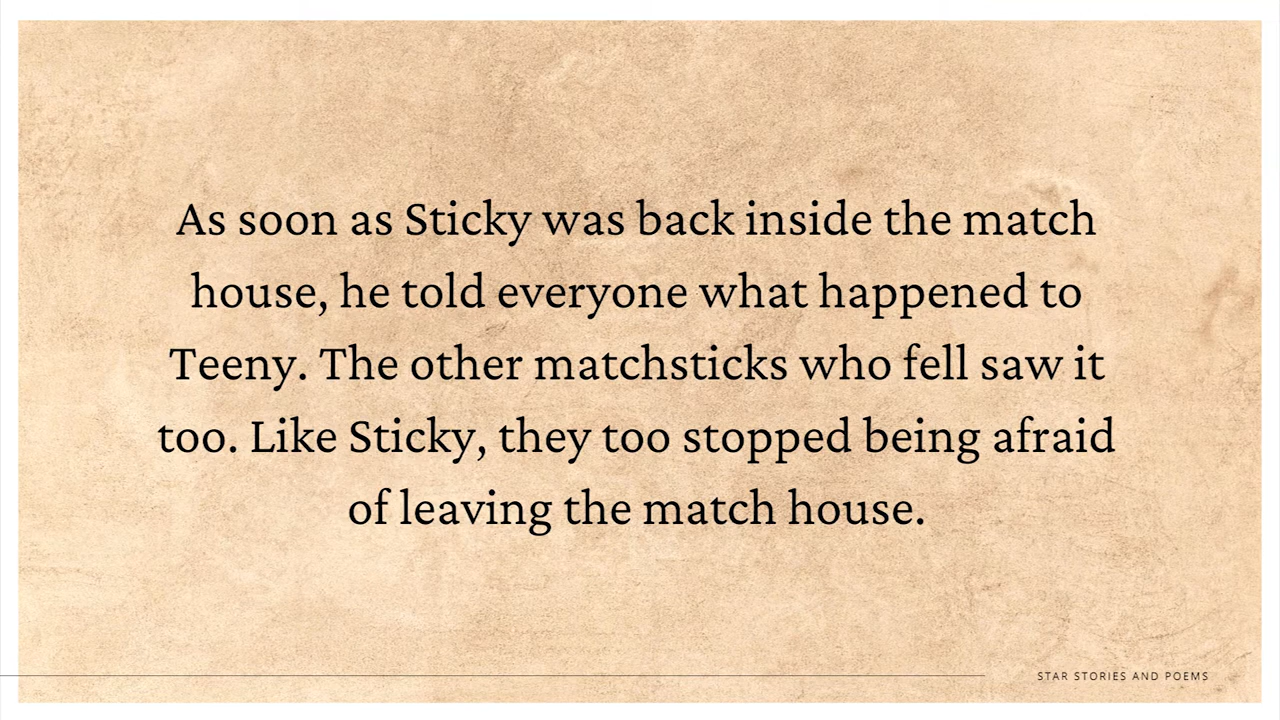 As soon as Sticky was back inside the match
house, he told everyone what happened to
Teeny. The other matchsticks who fell saw it
too. Like Sticky, they too stopped being afraid
of leaving the match house.
STAR STORIES AND POEMS